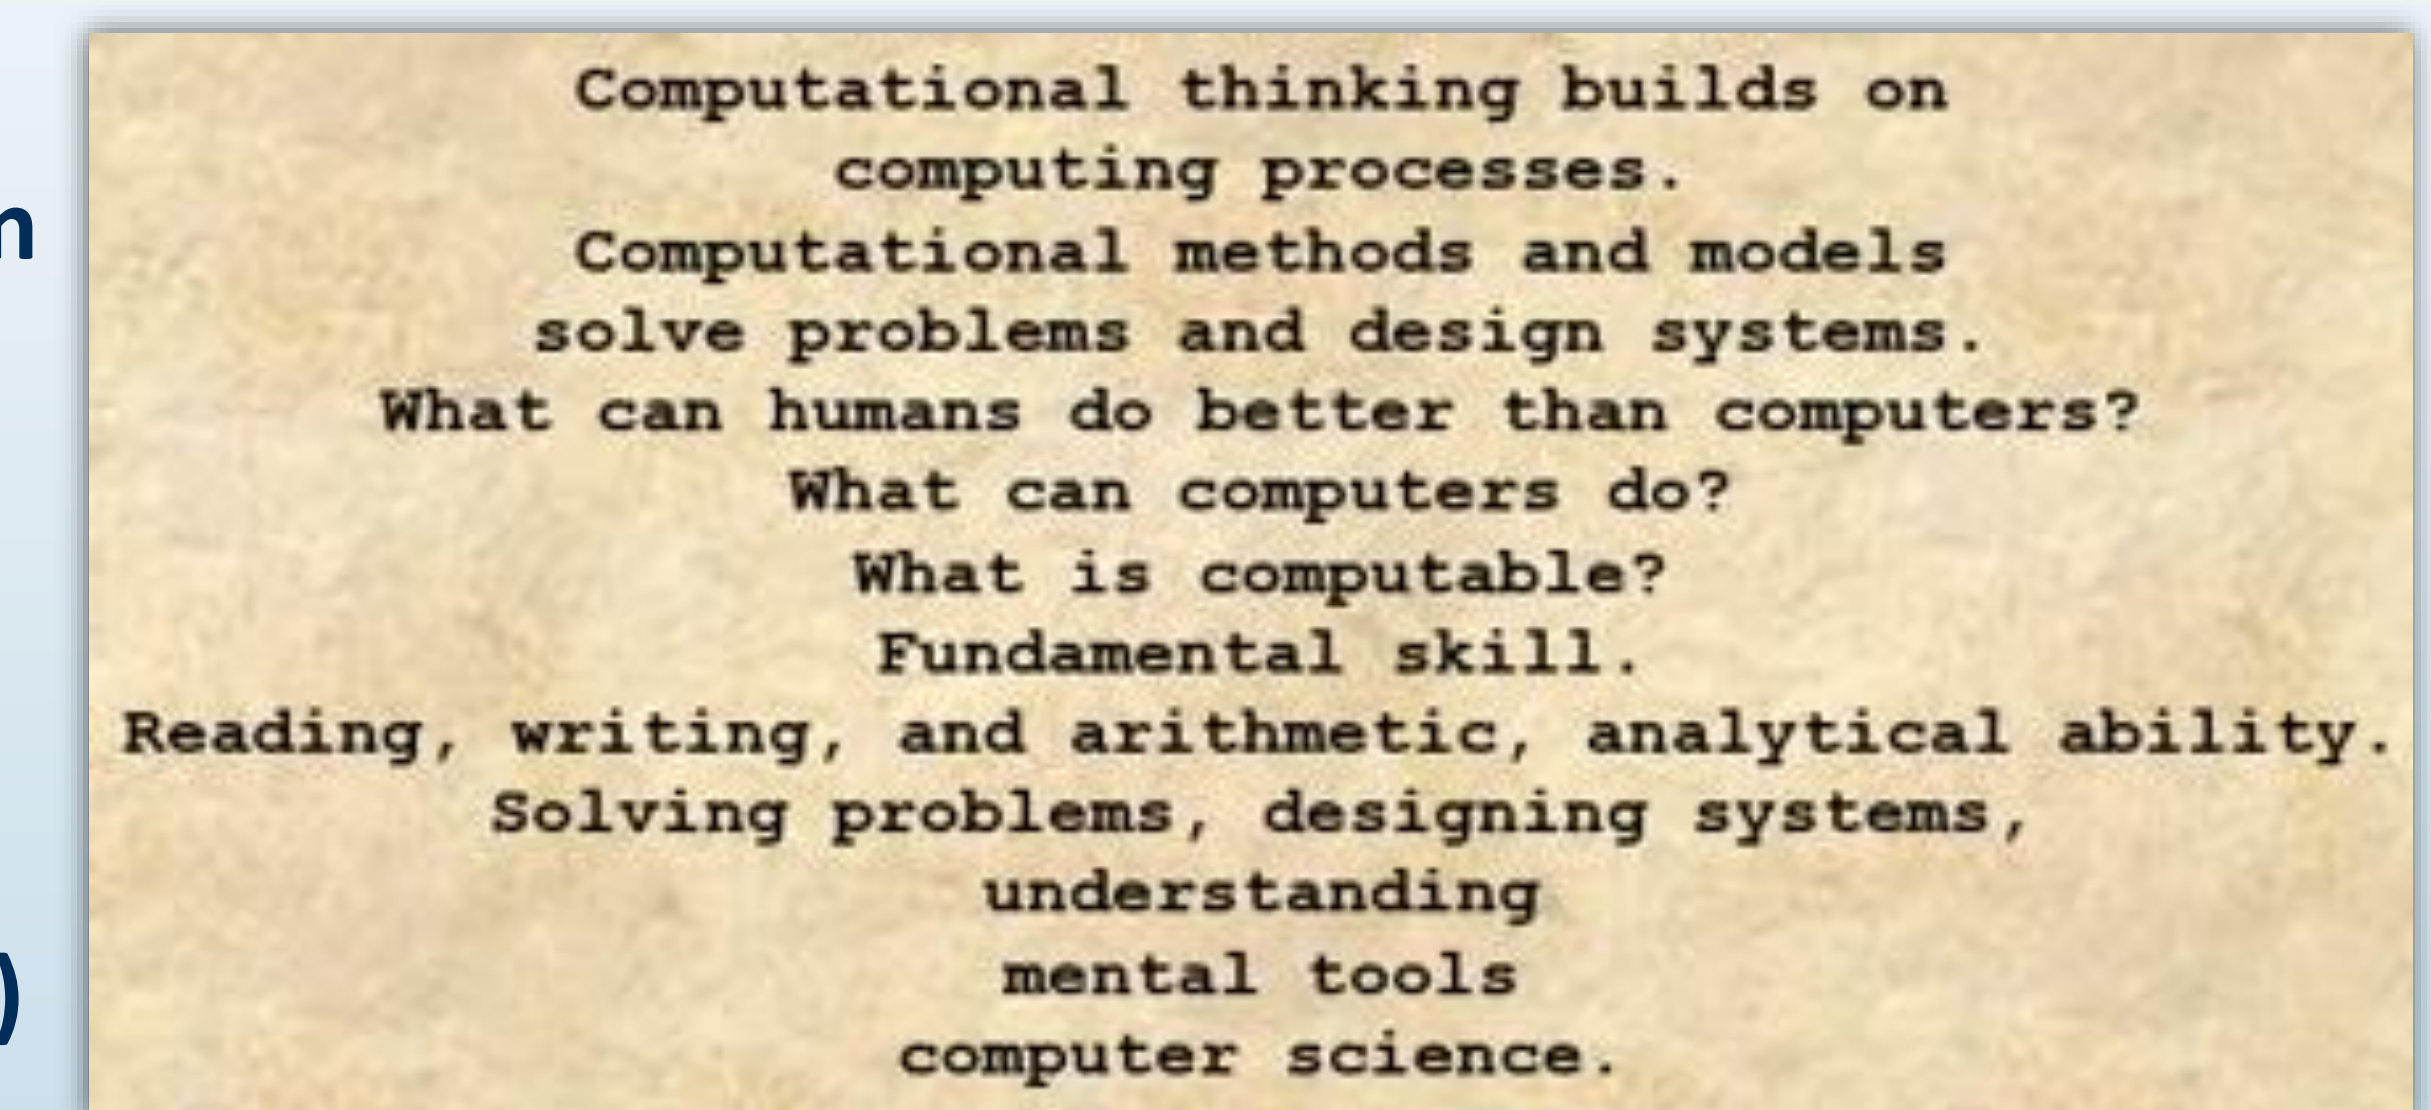 Computational thinking builds on
computing processes.
Computational methods and models
solve problems and design systems.
What can humans do better than computers?
What can computers do?
What is computable?
Fundamental skill.
Reading, writing, and arithmetic, analytical ability.
Solving problems, designing systems,
understanding
mental tools
computer science.